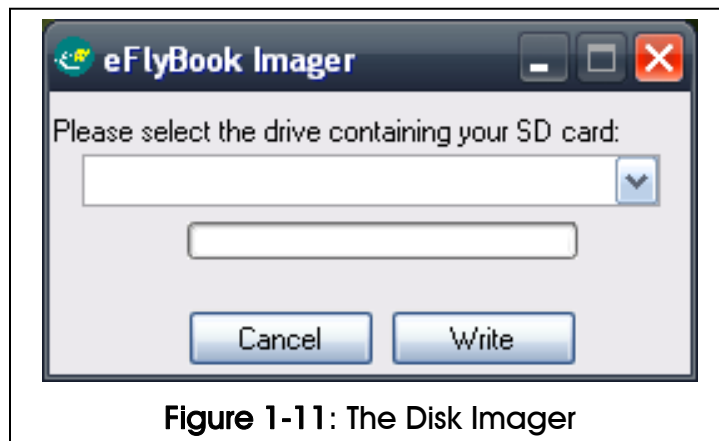 eFlyBook Imager
Please select the drive containing your SD card:
Cancel Write
Figure 1-11: The Disk Imager